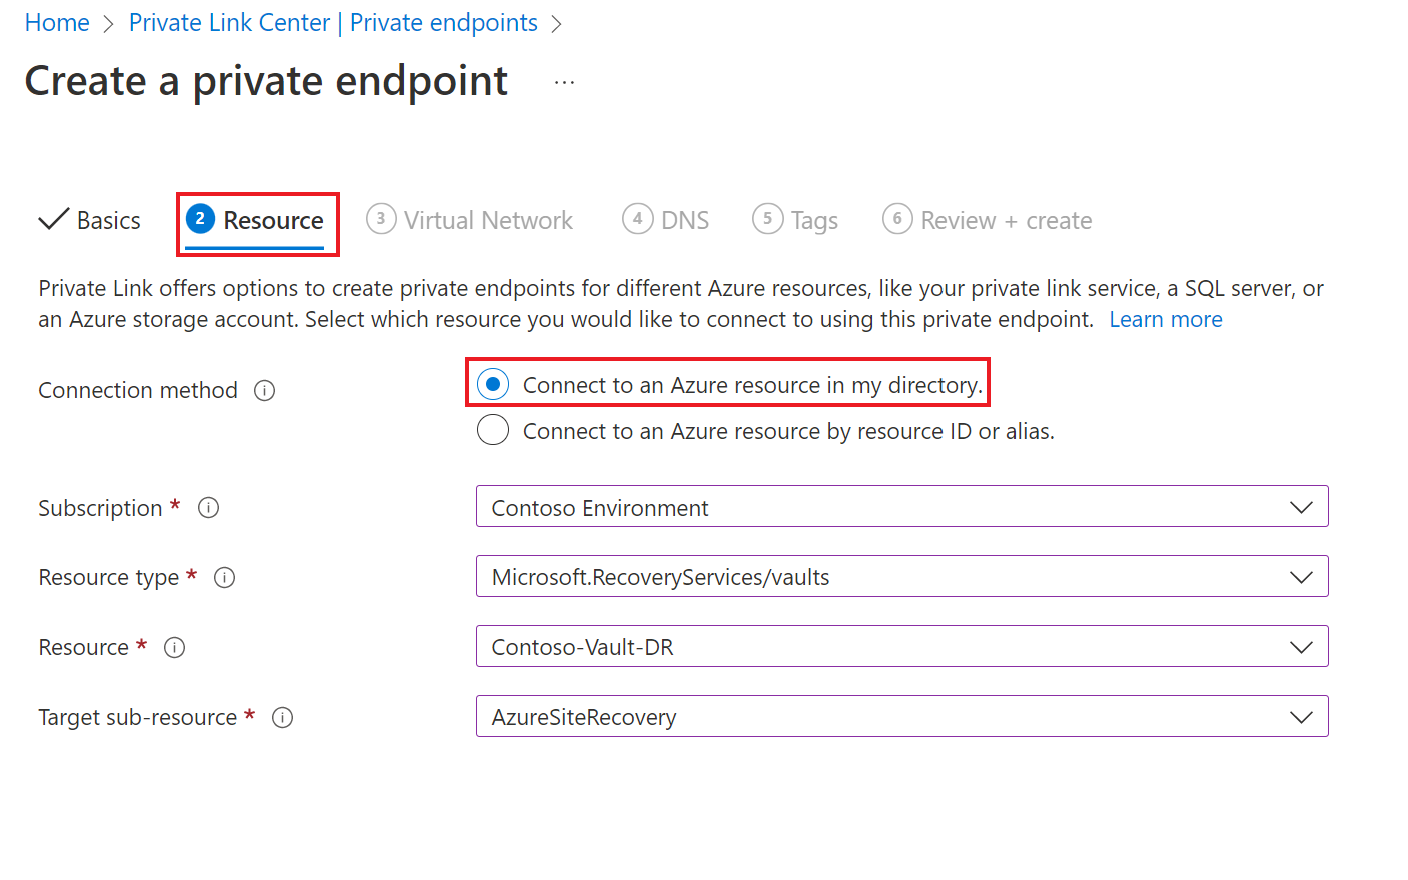 Home > Private Link Center | Private endpoints >
Create a private endpoint ...
Basics 2 Resource 3 Virtual Network 4 DNS 5 Tags 6 Review + create
Private Link offers options to create private endpoints for different Azure resources, like your private link service, a SQL server, or
an Azure storage account. Select which resource you would like to connect to using this private endpoint. Learn more
Connection method i Connect to an Azure resource in my directory.
Connect to an Azure resource by resource ID or alias.
Subscription * i Contoso Environment
Resource type * i Microsoft.RecoveryServices/vaults
Resource * i Contoso-Vault-DR
Target sub-resource * i AzureSiteRecovery